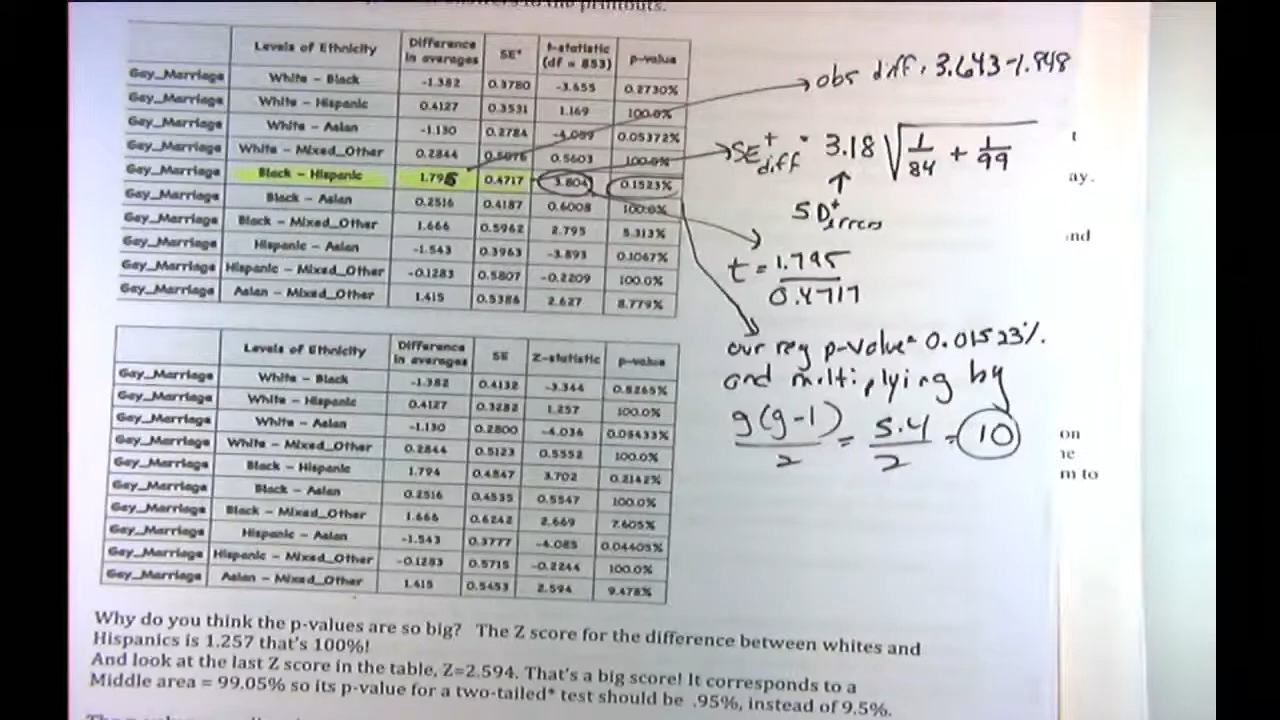 answers to the printouts.
Levels of Ethnicity Difference in averages SE⁺ t-statistic (df = 853) p-value
Gay_Marriage White – Black -1.382 0.3780 -3.655 0.2730%
Gay_Marriage White – Hispanic 0.4127 0.3531 1.169 100.0%
Gay_Marriage White – Asian -1.130 0.2784 -4.059 0.05372%
Gay_Marriage White – Mixed_Other 0.2844 0.5076 0.5603 100.0%
Gay_Marriage Black – Hispanic 1.795 0.4717 3.804 0.1523%
Gay_Marriage Black – Asian 0.2516 0.4187 0.6008 100.0%
Gay_Marriage Black – Mixed_Other 1.666 0.5962 2.795 5.313%
Gay_Marriage Hispanic – Asian -1.543 0.3963 -3.893 0.1067%
Gay_Marriage Hispanic – Mixed_Other -0.1283 0.5807 -0.2209 100.0%
Gay_Marriage Asian – Mixed_Other 1.415 0.5386 2.627 8.779%
Levels of Ethnicity Difference in averages SE Z-statistic p-value
Gay_Marriage White – Black -1.382 0.4132 -3.344 0.8265%
Gay_Marriage White – Hispanic 0.4127 0.3282 1.257 100.0%
Gay_Marriage White – Asian -1.130 0.2800 -4.036 0.05433%
Gay_Marriage White – Mixed_Other 0.2844 0.5123 0.5552 100.0%
Gay_Marriage Black – Hispanic 1.794 0.4847 3.702 0.2142%
Gay_Marriage Black – Asian 0.2516 0.4535 0.5547 100.0%
Gay_Marriage Black – Mixed_Other 1.666 0.6242 2.669 7.605%
Gay_Marriage Hispanic – Asian -1.543 0.3777 -4.085 0.04405%
Gay_Marriage Hispanic – Mixed_Other -0.1283 0.5715 -0.2244 100.0%
Gay_Marriage Asian – Mixed_Other 1.415 0.5453 2.594 9.478%
obs diff. 3.643-1.848
SE⁺diff = 3.18 √ 1/84 + 1/99
SD⁺errors
t = 1.795/0.4717
our reg p-value = 0.01523%.
and multiplying by
g(g-1)/2 = 5.4/2 = 10
t
ay.
nd
on
ne
m to
Why do you think the p-values are so big? The Z score for the difference between whites and
Hispanics is 1.257 that's 100%!
And look at the last Z score in the table, Z=2.594. That's a big score! It corresponds to a
Middle area = 99.05% so its p-value for a two-tailed* test should be .95%, instead of 9.5%.